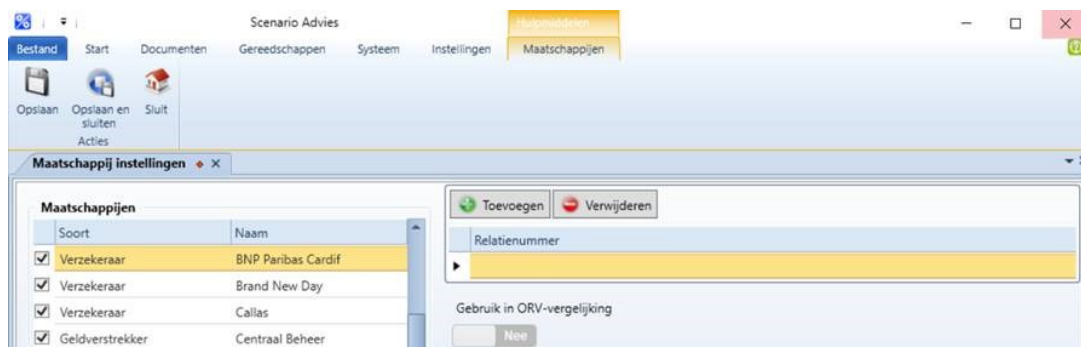 Scenario Advies
Hulpmiddelen
Bestand Start Documenten Gereedschappen Systeem Instellingen Maatschappijen
Opslaan Opslaan en sluiten Sluit
Acties
Maatschappij instellingen
Maatschappijen
Soort Naam
Verzekeraar BNP Paribas Cardif
Verzekeraar Brand New Day
Verzekeraar Callas
Geldverstrekker Centraal Beheer
Toevoegen Verwijderen
Relatienummer
Gebruik in ORV-vergelijking
Nee